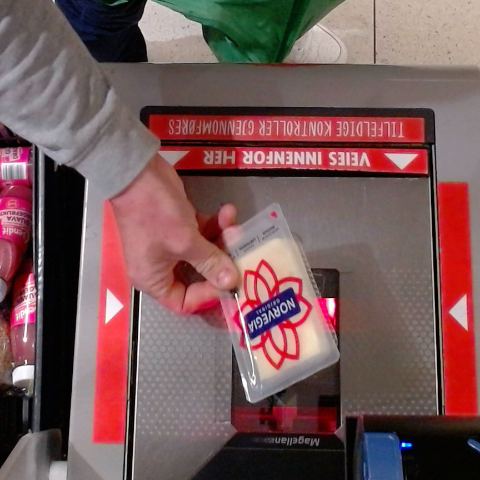 TILFELDIGE KONTROLLER GJENNOMFØRES
VEIES INNENFOR HER
NORVEGIA
ORIGINAL
Magellan